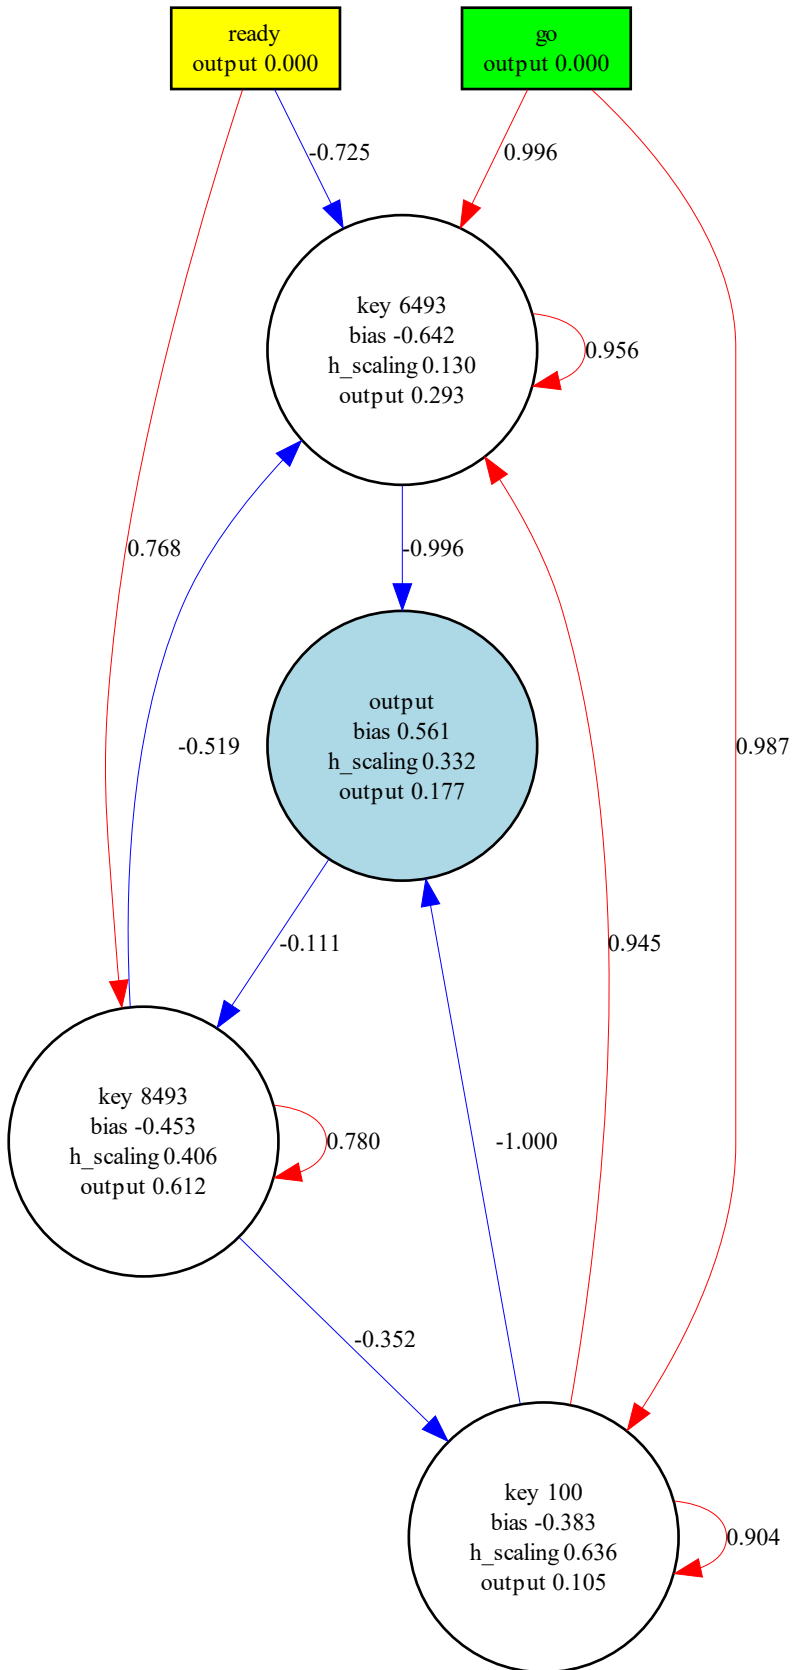 ready
output 0.000
go
output 0.000
-0.725
0.996
key 6493
bias -0.642
h_scaling 0.130
output 0.293
0.956
0.768
-0.996
output
bias 0.561
h_scaling 0.332
output 0.177
-0.519
0.987
-0.111
0.945
key 8493
bias -0.453
h_scaling 0.406
output 0.612
0.780
-1.000
-0.352
key 100
bias -0.383
h_scaling 0.636
output 0.105
0.904